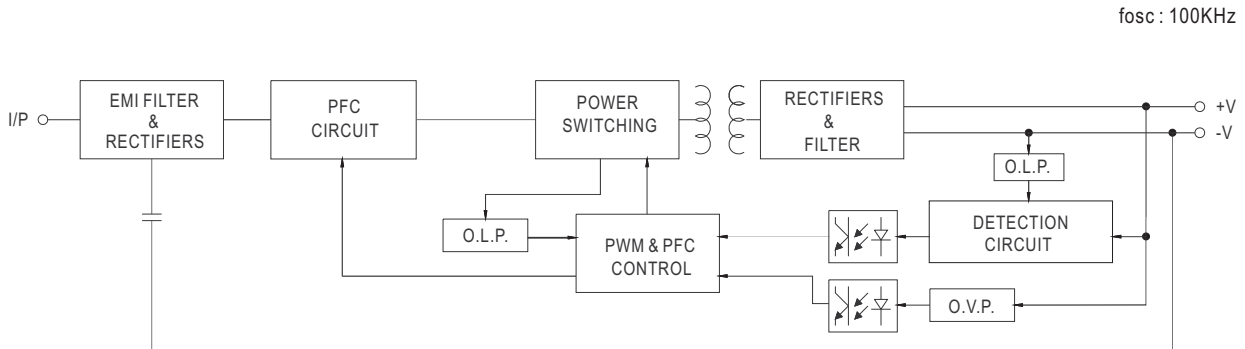 fosc : 100KHz
I/P
EMI FILTER
&
RECTIFIERS
PFC
CIRCUIT
POWER
SWITCHING
RECTIFIERS
&
FILTER
+V
-V
O.L.P.
O.L.P.
PWM & PFC
CONTROL
DETECTION
CIRCUIT
O.V.P.